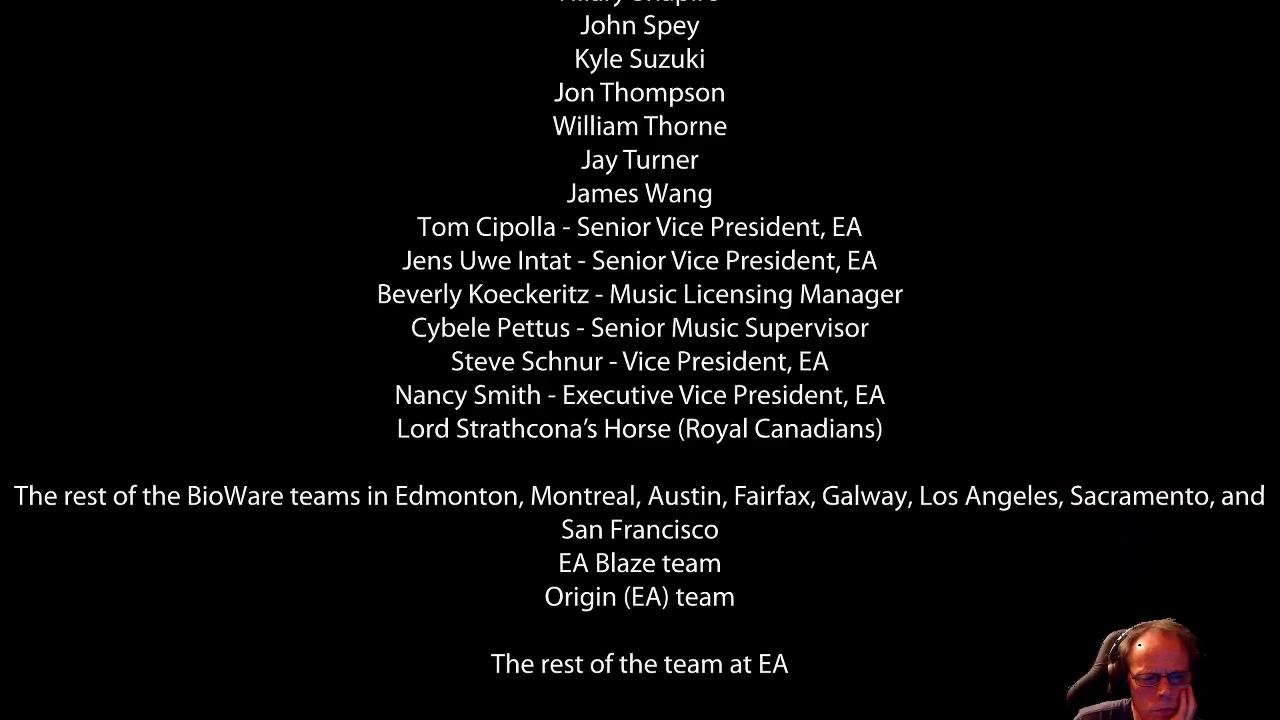 John Spey
Kyle Suzuki
Jon Thompson
William Thorne
Jay Turner
James Wang
Tom Cipolla - Senior Vice President, EA
Jens Uwe Intat - Senior Vice President, EA
Beverly Koeckeritz - Music Licensing Manager
Cybele Pettus - Senior Music Supervisor
Steve Schnur - Vice President, EA
Nancy Smith - Executive Vice President, EA
Lord Strathcona’s Horse (Royal Canadians)
The rest of the BioWare teams in Edmonton, Montreal, Austin, Fairfax, Galway, Los Angeles, Sacramento, and
San Francisco
EA Blaze team
Origin (EA) team
The rest of the team at EA